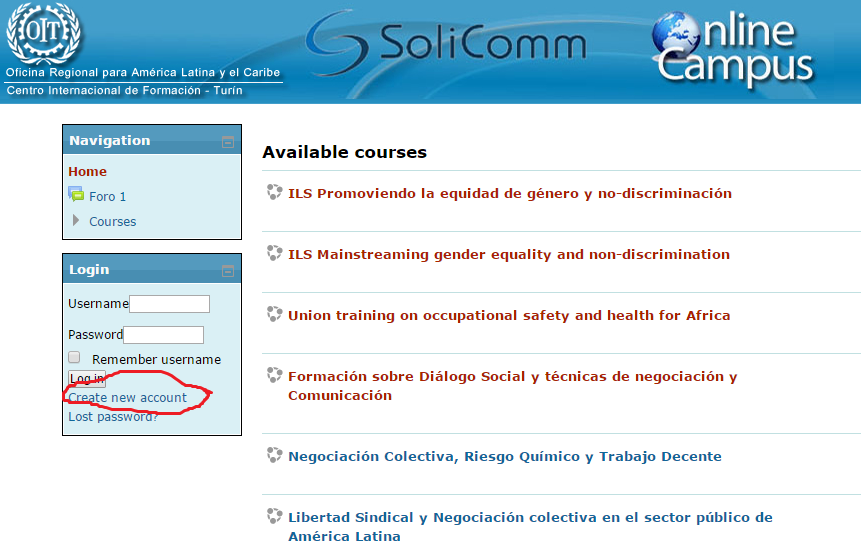 OIT
Oficina Regional para América Latina y el Caribe
Centro Internacional de Formación - Turín
SoliComm
Online
Campus
Navigation
Home
Foro 1
Courses
Login
Username
Password
Remember username
Log in
Create new account
Lost password?
Available courses
ILS Promoviendo la equidad de género y no-discriminación
ILS Mainstreaming gender equality and non-discrimination
Union training on occupational safety and health for Africa
Formación sobre Diálogo Social y técnicas de negociación y
Comunicación
Negociación Colectiva, Riesgo Químico y Trabajo Decente
Libertad Sindical y Negociación colectiva en el sector público de
América Latina